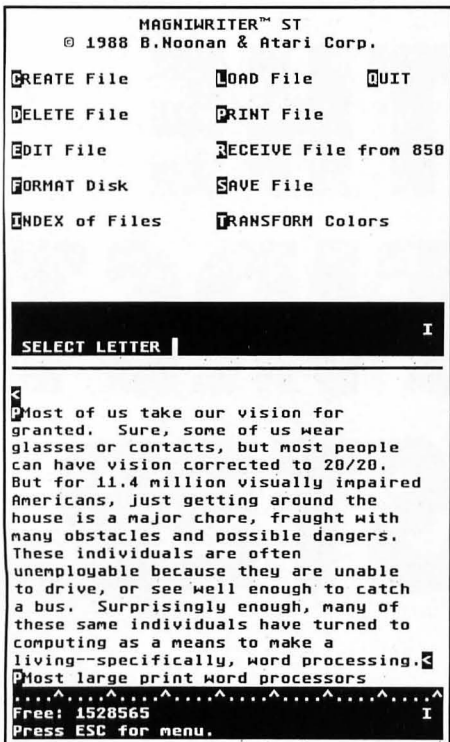 MAGNIWRITER™ ST
© 1988 B.Noonan & Atari Corp.
CREATE File LOAD File QUIT
DELETE File PRINT File
EDIT File RECEIVE File from 850
FORMAT Disk SAVE File
INDEX of Files TRANSFORM Colors
I
SELECT LETTER
<
PMost of us take our vision for
granted. Sure, some of us wear
glasses or contacts, but most people
can have vision corrected to 20/20.
But for 11.4 million visually impaired
Americans, just getting around the
house is a major chore, fraught with
many obstacles and possible dangers.
These individuals are often
unemployable because they are unable
to drive, or see well enough to catch
a bus. Surprisingly enough, many of
these same individuals have turned to
computing as a means to make a
living--specifically, word processing.<
PMost large print word processors
....^....^....^....^....^....^....^....^
Free: 1528565 I
Press ESC for menu.